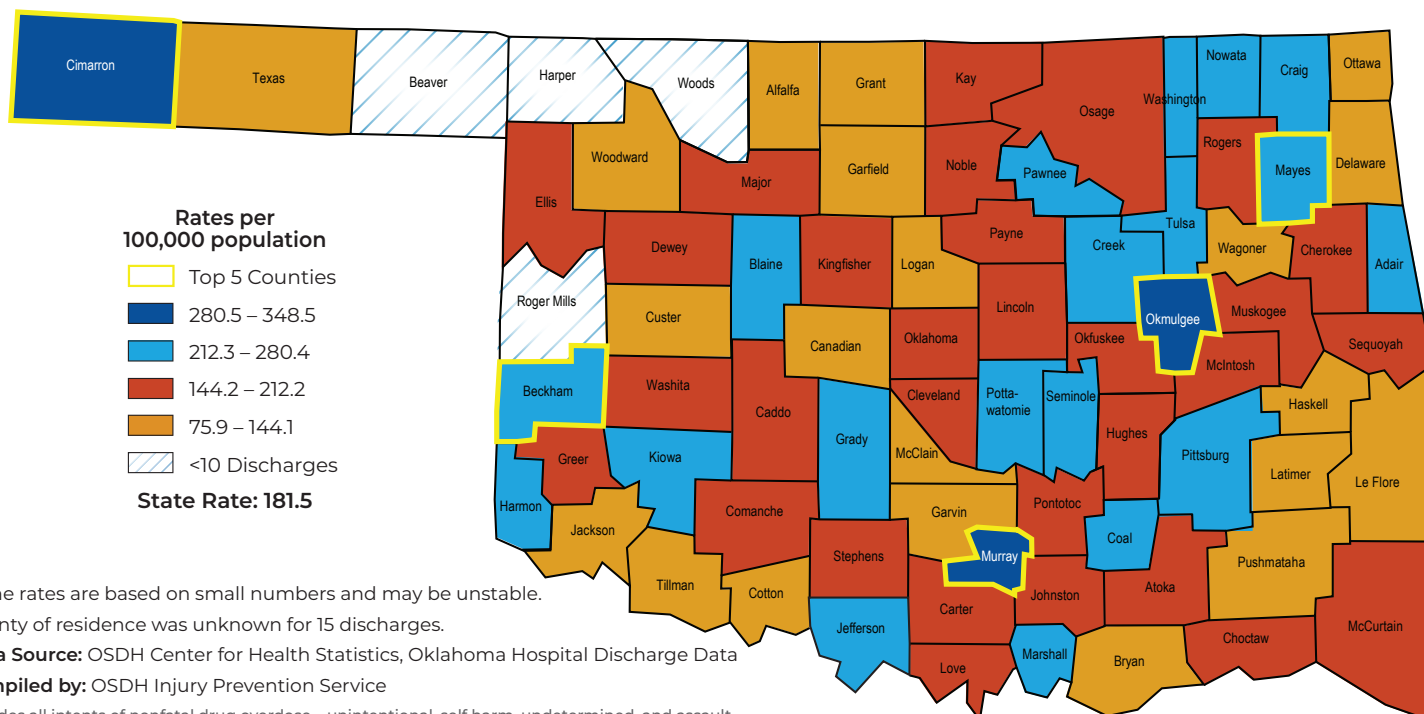 Cimarron
Texas
Beaver
Harper
Woods
Alfalfa
Grant
Kay
Osage
Washington
Nowata
Craig
Ottawa
Woodward
Major
Garfield
Noble
Pawnee
Rogers
Mayes
Delaware
Ellis
Dewey
Blaine
Kingfisher
Logan
Payne
Creek
Tulsa
Wagoner
Cherokee
Adair
Roger Mills
Custer
Canadian
Oklahoma
Lincoln
Okfuskee
Okmulgee
Muskogee
McIntosh
Sequoyah
Beckham
Washita
Caddo
Grady
Cleveland
McClain
Potta-
watomie
Seminole
Hughes
Pittsburg
Haskell
Latimer
Le Flore
Greer
Kiowa
Harmon
Jackson
Comanche
Garvin
Pontotoc
Coal
Tillman
Cotton
Stephens
Murray
Carter
Johnston
Atoka
Pushmataha
Jefferson
Love
Marshall
Bryan
Choctaw
McCurtain
Rates per
100,000 population
Top 5 Counties
280.5 – 348.5
212.3 – 280.4
144.2 – 212.2
75.9 – 144.1
<10 Discharges
State Rate: 181.5
rates are based on small numbers and may be unstable.
of residence was unknown for 15 discharges.
Source: OSDH Center for Health Statistics, Oklahoma Hospital Discharge Data
by: OSDH Injury Prevention Service